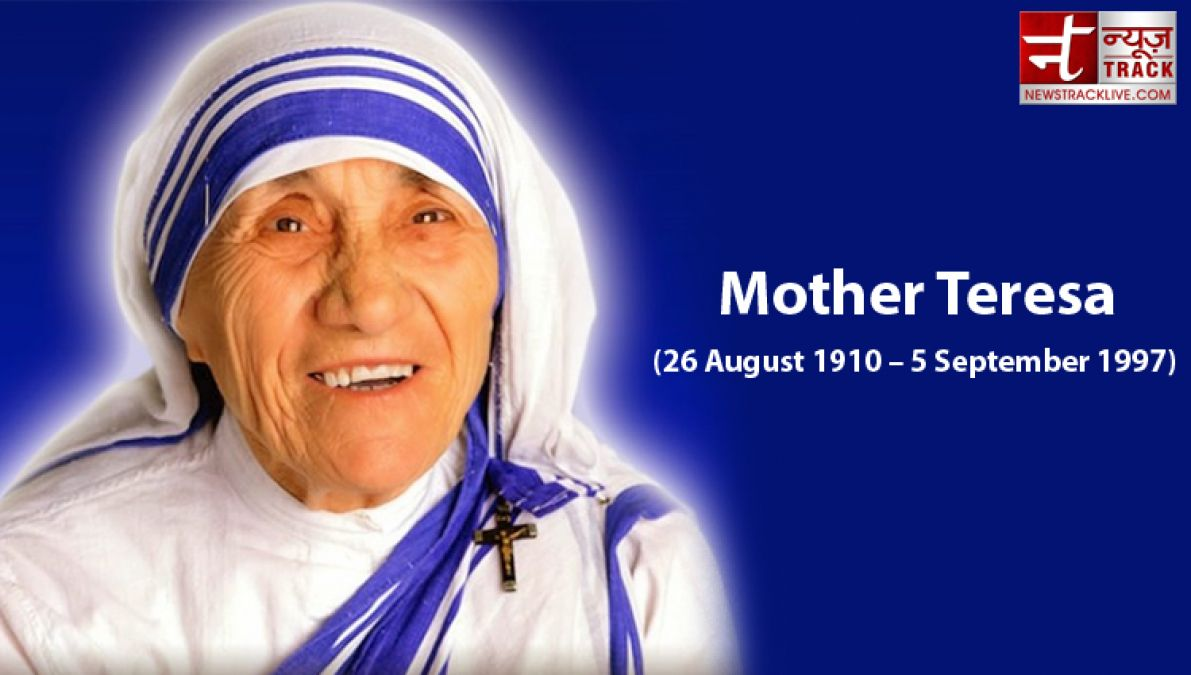 न्यूज़
TRACK
NEWSTRACKLIVE.COM
Mother Teresa
(26 August 1910 – 5 September 1997)